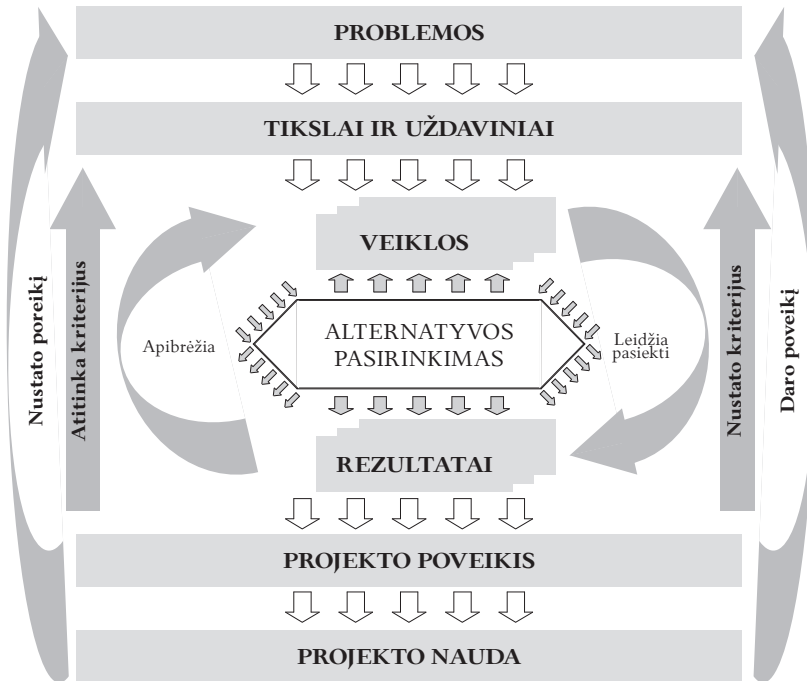 PROBLEMOS
TIKSLAI IR UŽDAVINIAI
VEIKLOS
Nustato poreikį
Atitinka kriterijus
Apibrėžia
ALTERNATYVOS
PASIRINKIMAS
Leidžia
pasiekti
Nustato kriterijus
Daro poveikį
REZULTATAI
PROJEKTO POVEIKIS
PROJEKTO NAUDA